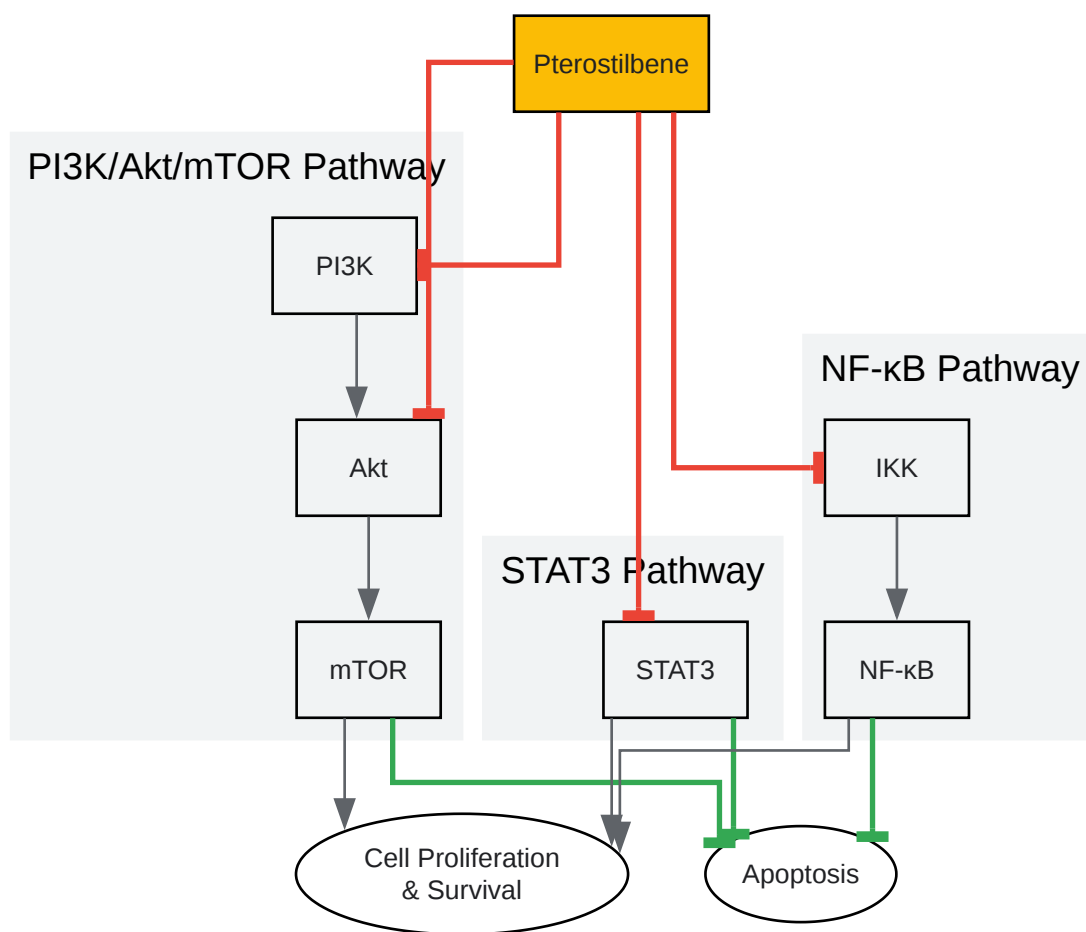 Pterostilbene
PI3K/Akt/mTOR Pathway
PI3K
NF-κB Pathway
Akt
IKK
STAT3 Pathway
mTOR
STAT3
NF-κB
Cell Proliferation
& Survival
Apoptosis